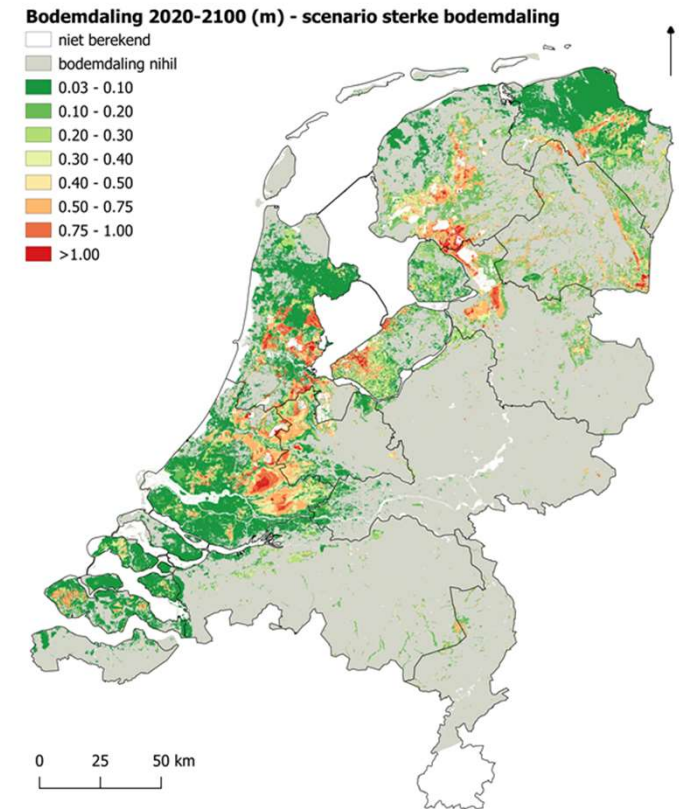 Bodemdaling 2020-2100 (m) - scenario sterke bodemdaling
niet berekend
bodemdaling nihil
0.03 - 0.10
0.10 - 0.20
0.20 - 0.30
0.30 - 0.40
0.40 - 0.50
0.50 - 0.75
0.75 - 1.00
>1.00
0 25 50 km